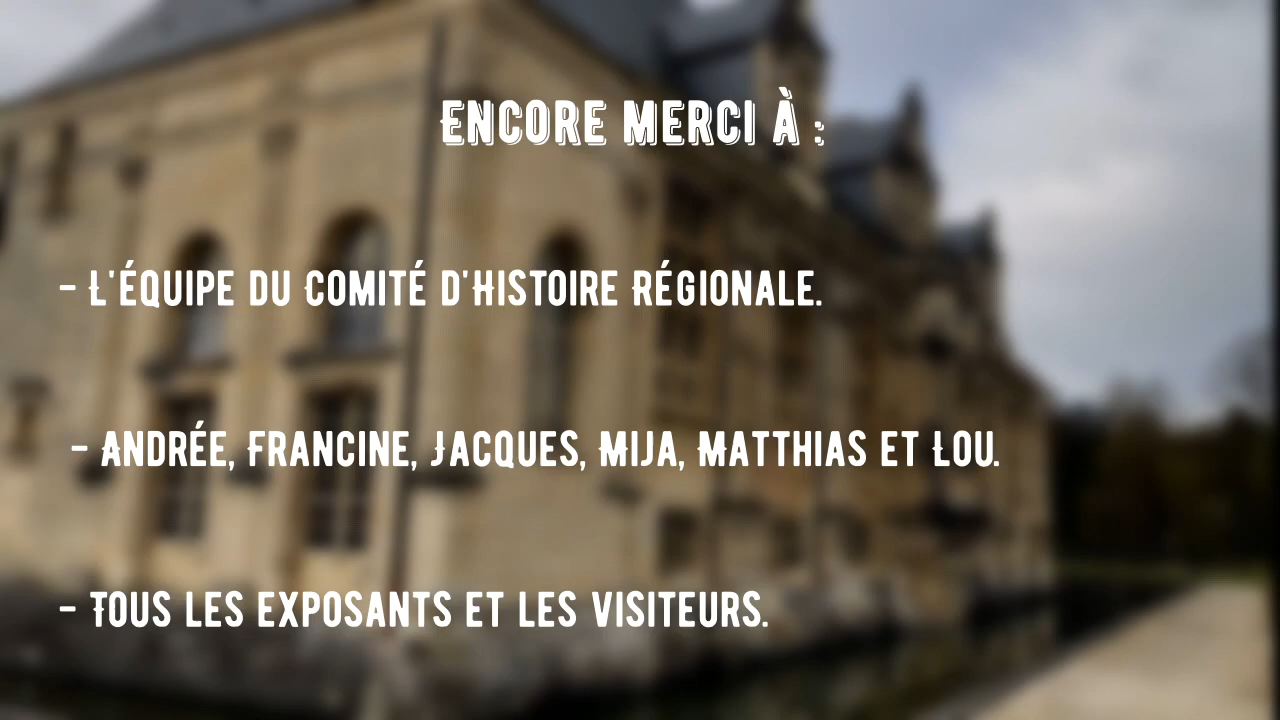 Encore merci à :
- L'équipe du Comité d'Histoire Régionale.
- Andrée, Francine, Jacques, Mija, Matthias et Lou.
- Tous les exposants et les visiteurs.